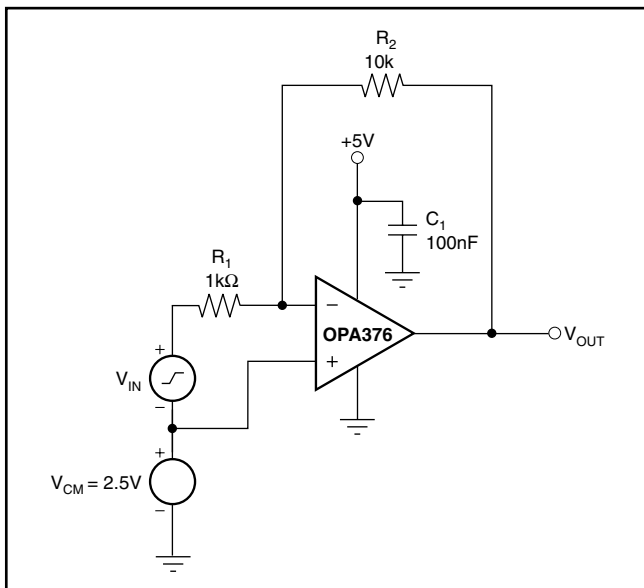 R2
10k
+5V
C1
100nF
R1
1kΩ
−
OPA376
+
VOUT
+
VIN
−
+
VCM = 2.5V
−